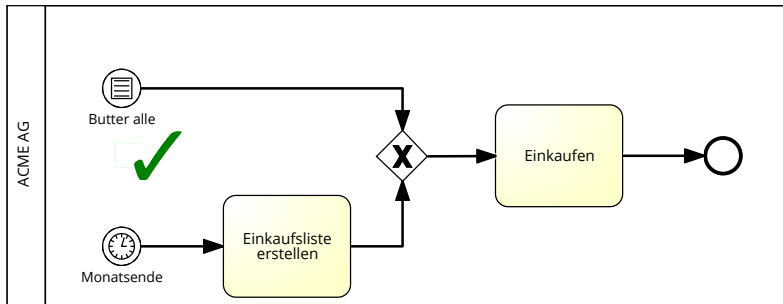 ACME AG
Butter alle
Einkaufen
Einkaufsliste
erstellen
Monatsende